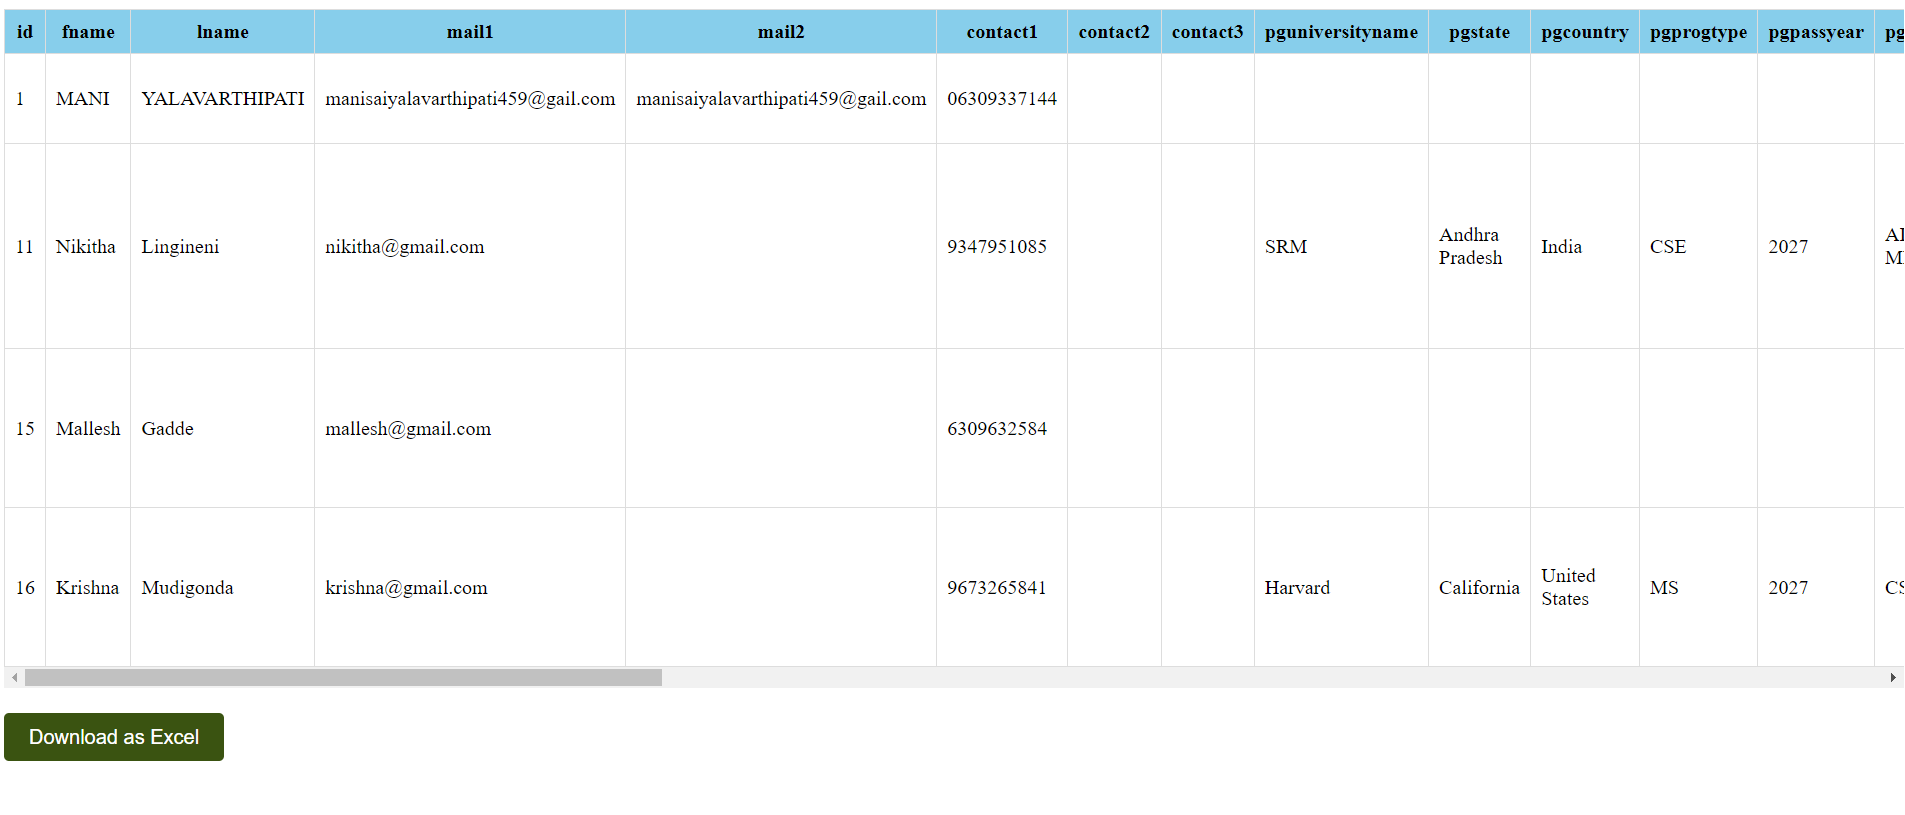 id fname lname mail1 mail2 contact1 contact2 contact3 pguniversityname pgstate pgcountry pgprogtype pgpassyear pg
1 MANI YALAVARTHIPATI manisaiyalavarthipati459@gail.com manisaiyalavarthipati459@gail.com 06309337144
11 Nikitha Lingineni nikitha@gmail.com 9347951085 SRM Andhra
Pradesh India CSE 2027
15 Mallesh Gadde mallesh@gmail.com 6309632584
16 Krishna Mudigonda krishna@gmail.com 9673265841 Harvard California United
States MS 2027
Download as Excel